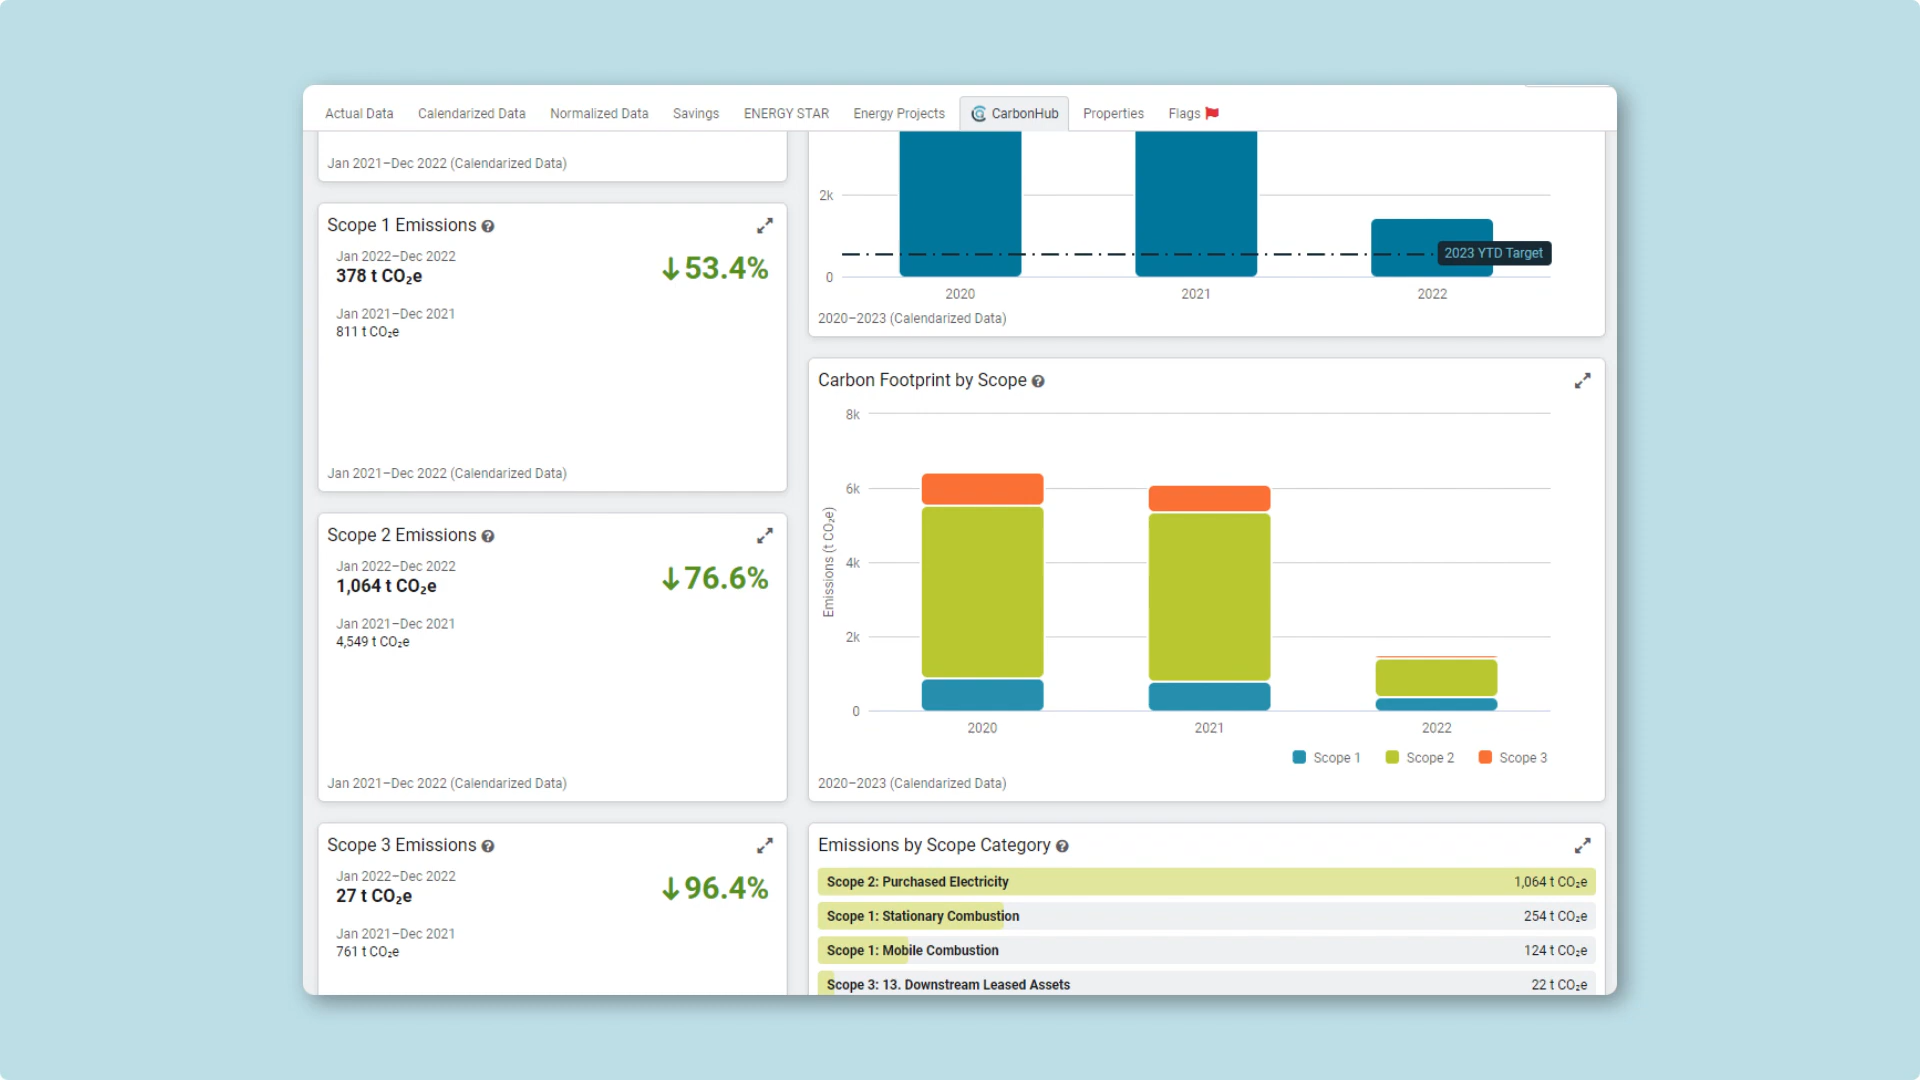 Actual Data
Calendarized Data
Normalized Data
Savings
ENERGY STAR
Energy Projects
CarbonHub
Properties
Flags
Jan 2021–Dec 2022 (Calendarized Data)
Scope 1 Emissions
Jan 2022–Dec 2022
378 t CO₂e
↓53.4%
Jan 2021–Dec 2021
811 t CO₂e
Jan 2021–Dec 2022 (Calendarized Data)
Scope 2 Emissions
Jan 2022–Dec 2022
1,064 t CO₂e
↓76.6%
Jan 2021–Dec 2021
4,549 t CO₂e
Jan 2021–Dec 2022 (Calendarized Data)
Scope 3 Emissions
Jan 2022–Dec 2022
27 t CO₂e
↓96.4%
Jan 2021–Dec 2021
761 t CO₂e
2k
2023 YTD Target
0
2020
2021
2022
2020–2023 (Calendarized Data)
Carbon Footprint by Scope
Emissions (t CO₂e)
8k
6k
4k
2k
0
2020
2021
2022
Scope 1
Scope 2
Scope 3
2020–2023 (Calendarized Data)
Emissions by Scope Category
Scope 2: Purchased Electricity 1,064 t CO₂e
Scope 1: Stationary Combustion 254 t CO₂e
Scope 1: Mobile Combustion 124 t CO₂e
Scope 3: 13. Downstream Leased Assets 22 t CO₂e